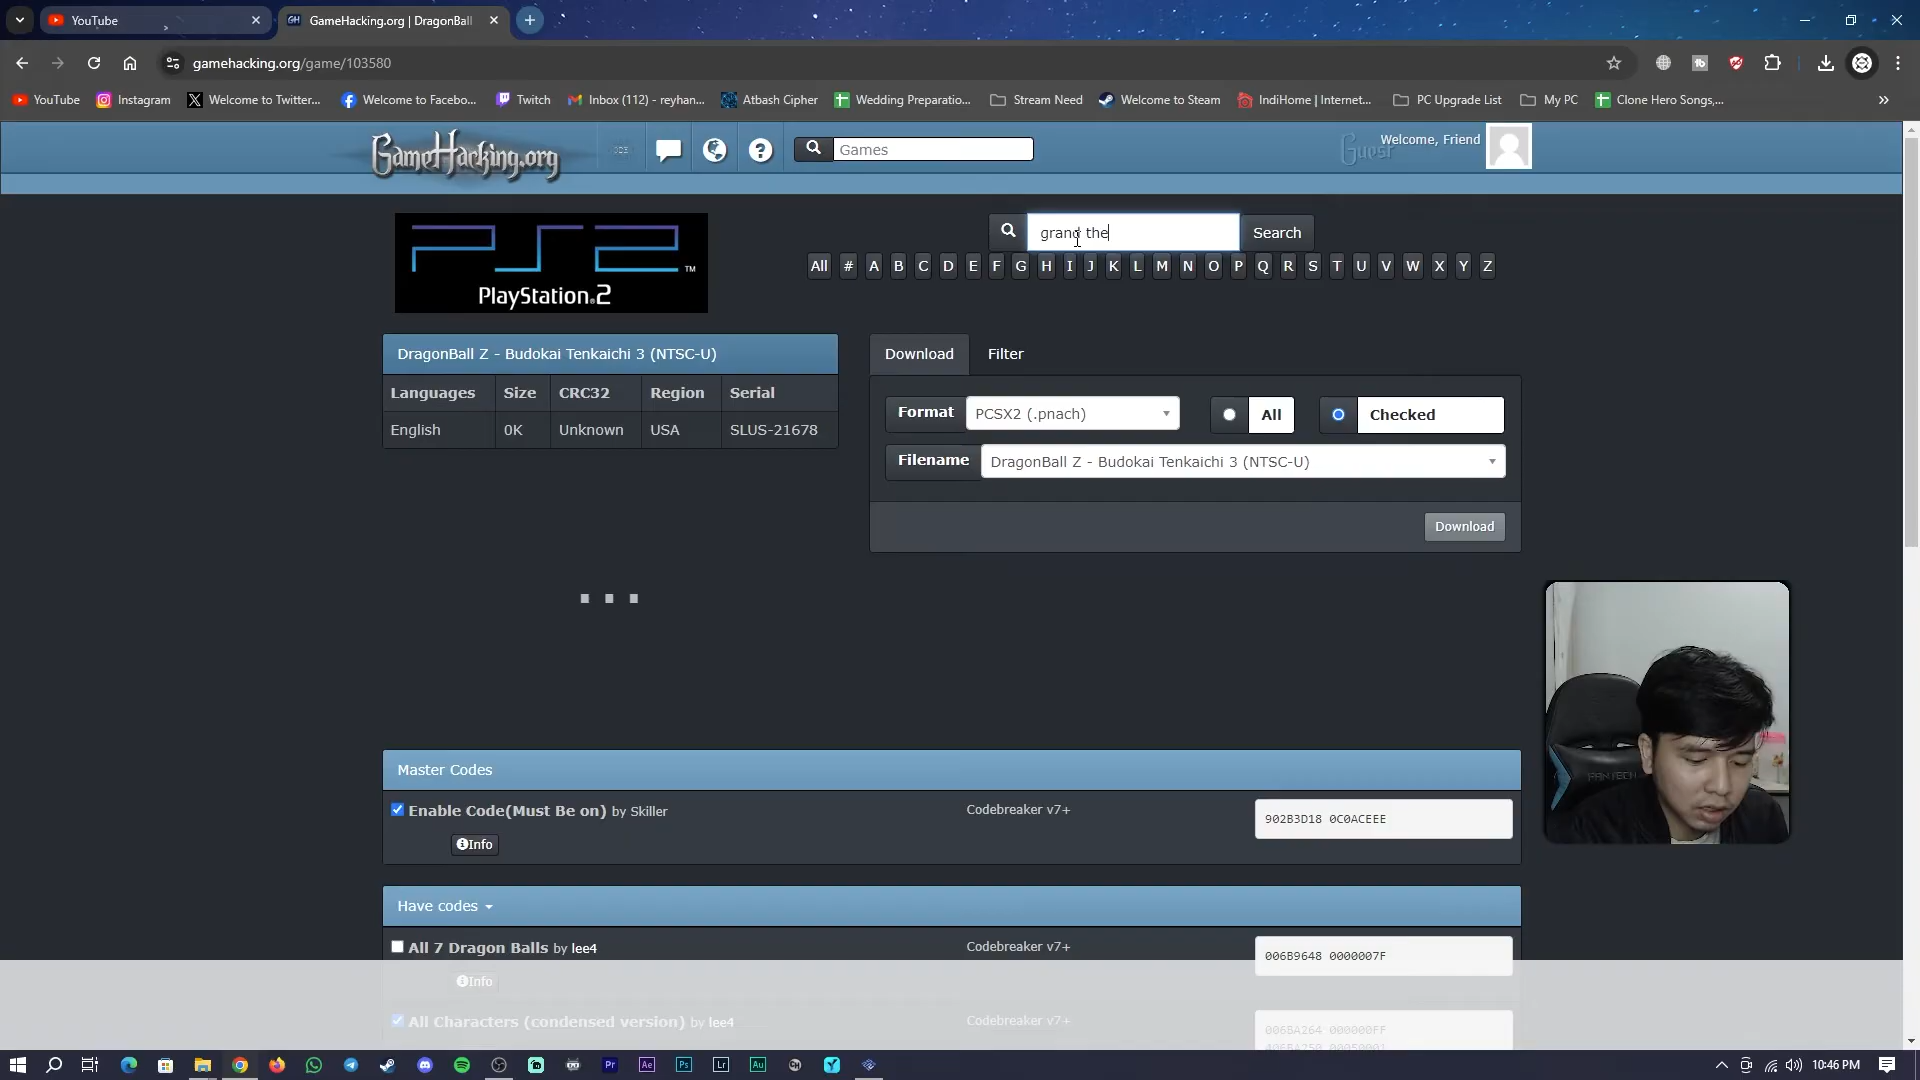 YouTube
GameHacking.org | DragonBall
gamehacking.org/game/103580
YouTube
Instagram
Welcome to Twitter...
Welcome to Facebo...
Twitch
Inbox (112) - reyhan...
Atbash Cipher
Wedding Preparatio...
Stream Need
Welcome to Steam
IndiHome | Internet...
PC Upgrade List
My PC
Clone Hero Songs,...
GameHacking.org
Games
Guest
Welcome, Friend
PlayStation.2
TM
grand the
Search
All # A B C D E F G H I J K L M N O P Q R S T U V W X Y Z
DragonBall Z - Budokai Tenkaichi 3 (NTSC-U)
Languages Size CRC32 Region Serial
English 0K Unknown USA SLUS-21678
Download Filter
Format PCSX2 (.pnach) All Checked
Filename DragonBall Z - Budokai Tenkaichi 3 (NTSC-U)
Download
Master Codes
Enable Code(Must Be on) by Skiller Codebreaker v7+ 902B3D18 0C0ACEEE
Info
Have codes
All 7 Dragon Balls by lee4 Codebreaker v7+ 006B9648 0000007F
Info
All Characters (condensed version) by lee4 Codebreaker v7+ 006BA264 000000FF
FANTECH
10:46 PM